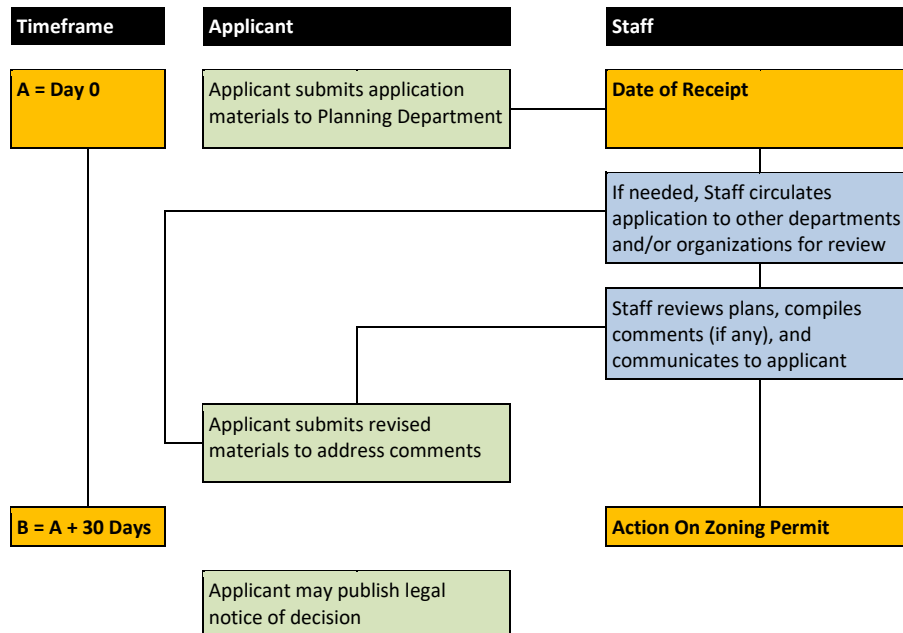 Timeframe
Applicant
Staff
A = Day 0
Applicant submits application
materials to Planning Department
Date of Receipt
If needed, Staff circulates
application to other departments
and/or organizations for review
Staff reviews plans, compiles
comments (if any), and
communicates to applicant
Applicant submits revised
materials to address comments
B = A + 30 Days
Action On Zoning Permit
Applicant may publish legal
notice of decision